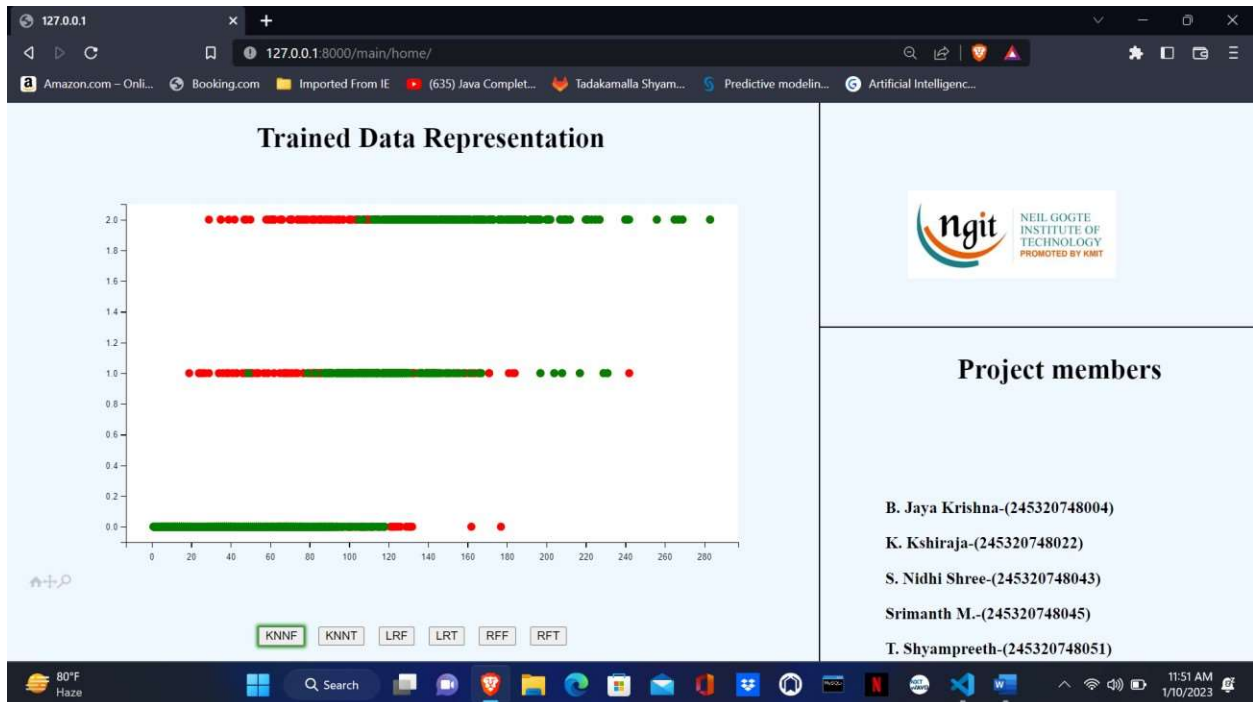 127.0.0.1
127.0.0.1:8000/main/home/
Amazon.com – Onli... Booking.com Imported From IE (635) Java Complet... Tadakamalla Shyam... Predictive modelin... Artificial Intelligenc...
Trained Data Representation
2.0
1.8
1.6
1.4
1.2
1.0
0.8
0.6
0.4
0.2
0.0
0 20 40 60 80 100 120 140 160 180 200 220 240 260 280
KNNF KNNT LRF LRT RFF RFT
ngit
NEIL GOGTE
INSTITUTE OF
TECHNOLOGY
PROMOTED BY KMIT
Project members
B. Jaya Krishna-(245320748004)
K. Kshiraja-(245320748022)
S. Nidhi Shree-(245320748043)
Srimanth M.-(245320748045)
T. Shyampreeth-(245320748051)
80°F
Haze
Search
11:51 AM
1/10/2023